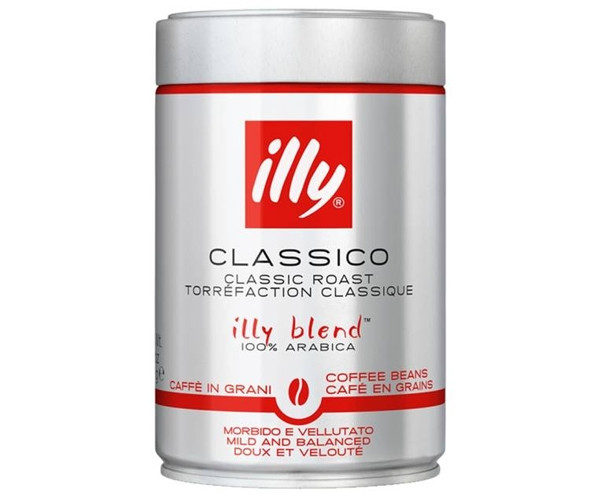 illy®
CLASSICO
CLASSIC ROAST
TORRÉFACTION CLASSIQUE
illy blend™
100% ARABICA
CAFFÈ IN GRANI
COFFEE BEANS
CAFÉ EN GRAINS
MORBIDO E VELLUTATO
MILD AND BALANCED
DOUX ET VELOUTÉ